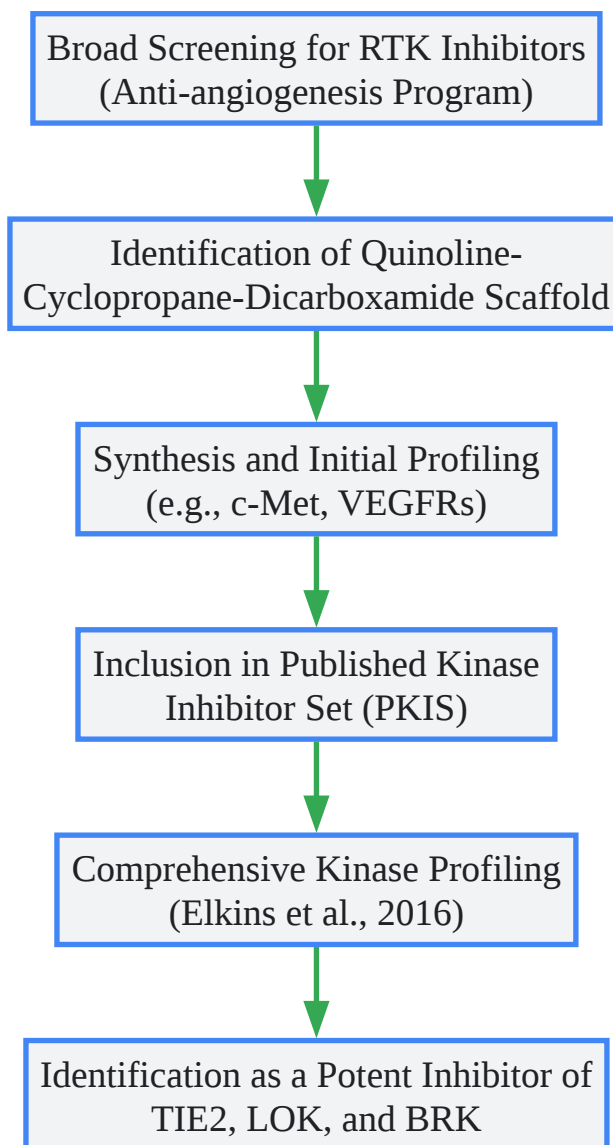 Broad Screening for RTK Inhibitors
(Anti-angiogenesis Program)
Identification of Quinoline-
Cyclopropane-Dicarboxamide Scaffold
Synthesis and Initial Profiling
(e.g., c-Met, VEGFRs)
Inclusion in Published Kinase
Inhibitor Set (PKIS)
Comprehensive Kinase Profiling
(Elkins et al., 2016)
Identification as a Potent Inhibitor of
TIE2, LOK, and BRK